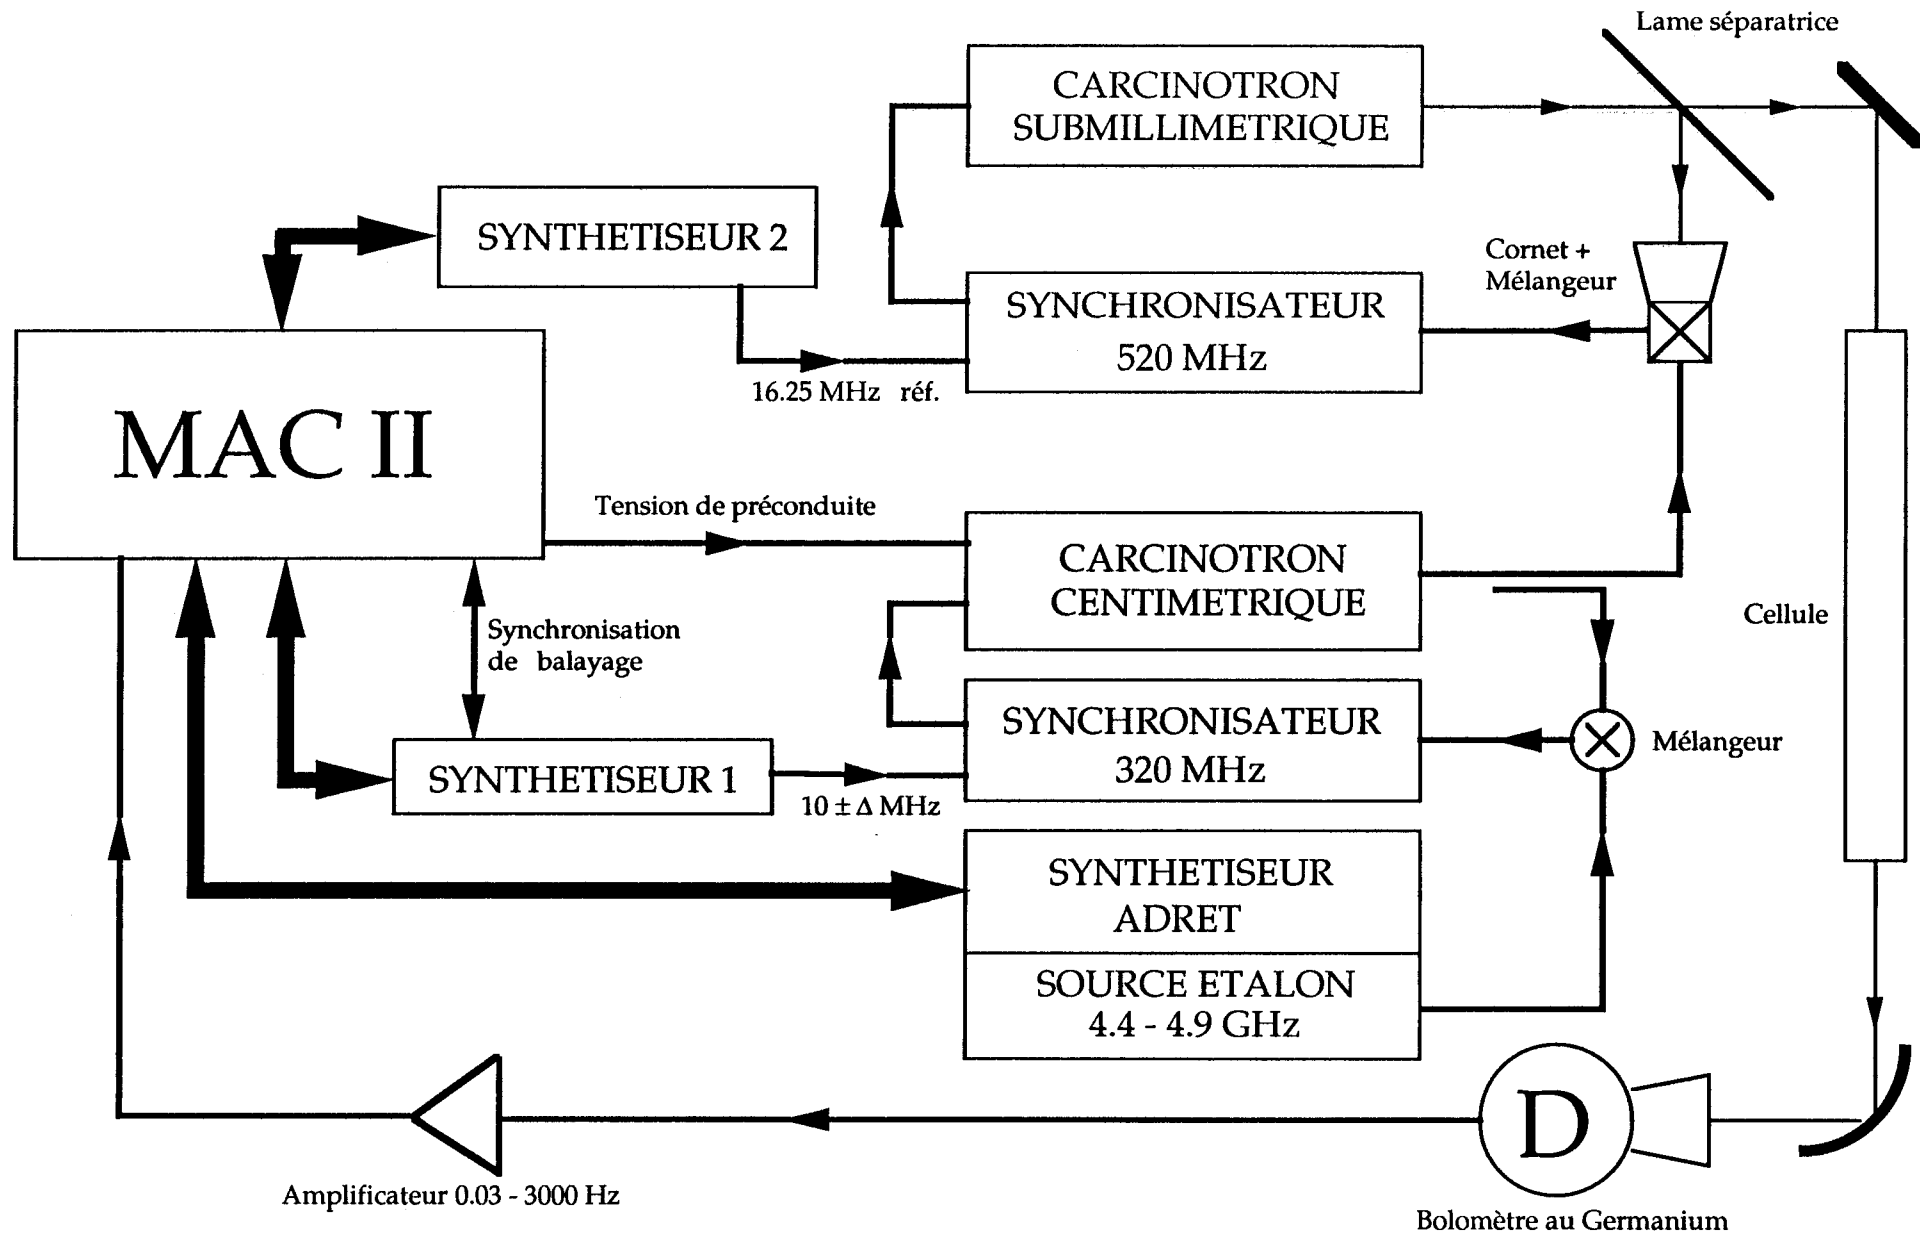 Lame séparatrice
CARCINOTRON
SUBMILLIMETRIQUE
SYNTHETISEUR 2
Cornet +
Mélangeur
SYNCHRONISATEUR
520 MHz
16.25 MHz réf.
MAC II
Tension de préconduite
CARCINOTRON
CENTIMETRIQUE
Cellule
Synchronisation
de balayage
SYNCHRONISATEUR
320 MHz
Mélangeur
SYNTHETISEUR 1
10 ± Δ MHz
SYNTHETISEUR
ADRET
SOURCE ETALON
4.4 - 4.9 GHz
D
Amplificateur 0.03 - 3000 Hz
Bolomètre au Germanium